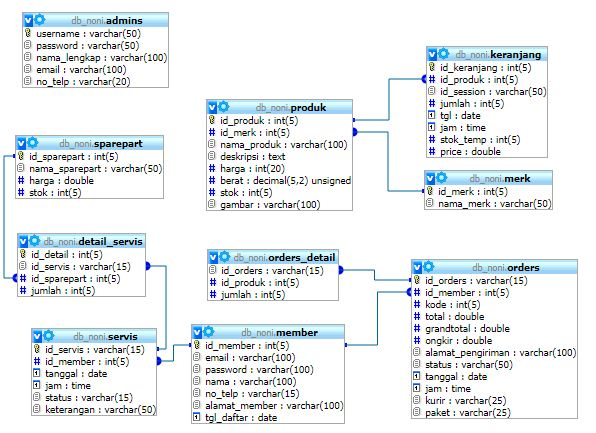 db_noni.admins
username : varchar(50)
password : varchar(50)
nama_lengkap : varchar(100)
email : varchar(100)
no_telp : varchar(20)
db_noni.keranjang
id_keranjang : int(5)
id_produk : int(5)
id_session : varchar(50)
jumlah : int(5)
tgl : date
jam : time
stok_temp : int(5)
price : double
db_noni.produk
id_produk : int(5)
id_merk : int(5)
nama_produk : varchar(100)
deskripsi : text
harga : int(20)
berat : decimal(5,2) unsigned
stok : int(5)
gambar : varchar(100)
db_noni.sparepart
id_sparepart : int(5)
nama_sparepart : varchar(50)
harga : double
stok : int(5)
db_noni.merk
id_merk : int(5)
nama_merk : varchar(50)
db_noni.detail_servis
id_detail : int(5)
id_servis : varchar(15)
id_sparepart : int(5)
jumlah : int(5)
db_noni.orders_detail
id_orders : varchar(15)
id_produk : int(5)
jumlah : int(5)
db_noni.orders
id_orders : varchar(15)
id_member : int(5)
kode : int(5)
total : double
grandtotal : double
ongkir : double
alamat_pengiriman : varchar(100)
status : varchar(50)
tanggal : date
jam : time
kurir : varchar(25)
paket : varchar(25)
db_noni.servis
id_servis : varchar(15)
id_member : int(5)
tanggal : date
jam : time
status : varchar(15)
keterangan : varchar(50)
db_noni.member
id_member : int(5)
email : varchar(100)
password : varchar(100)
nama : varchar(100)
no_telp : varchar(15)
alamat_member : varchar(100)
tgl_daftar : date